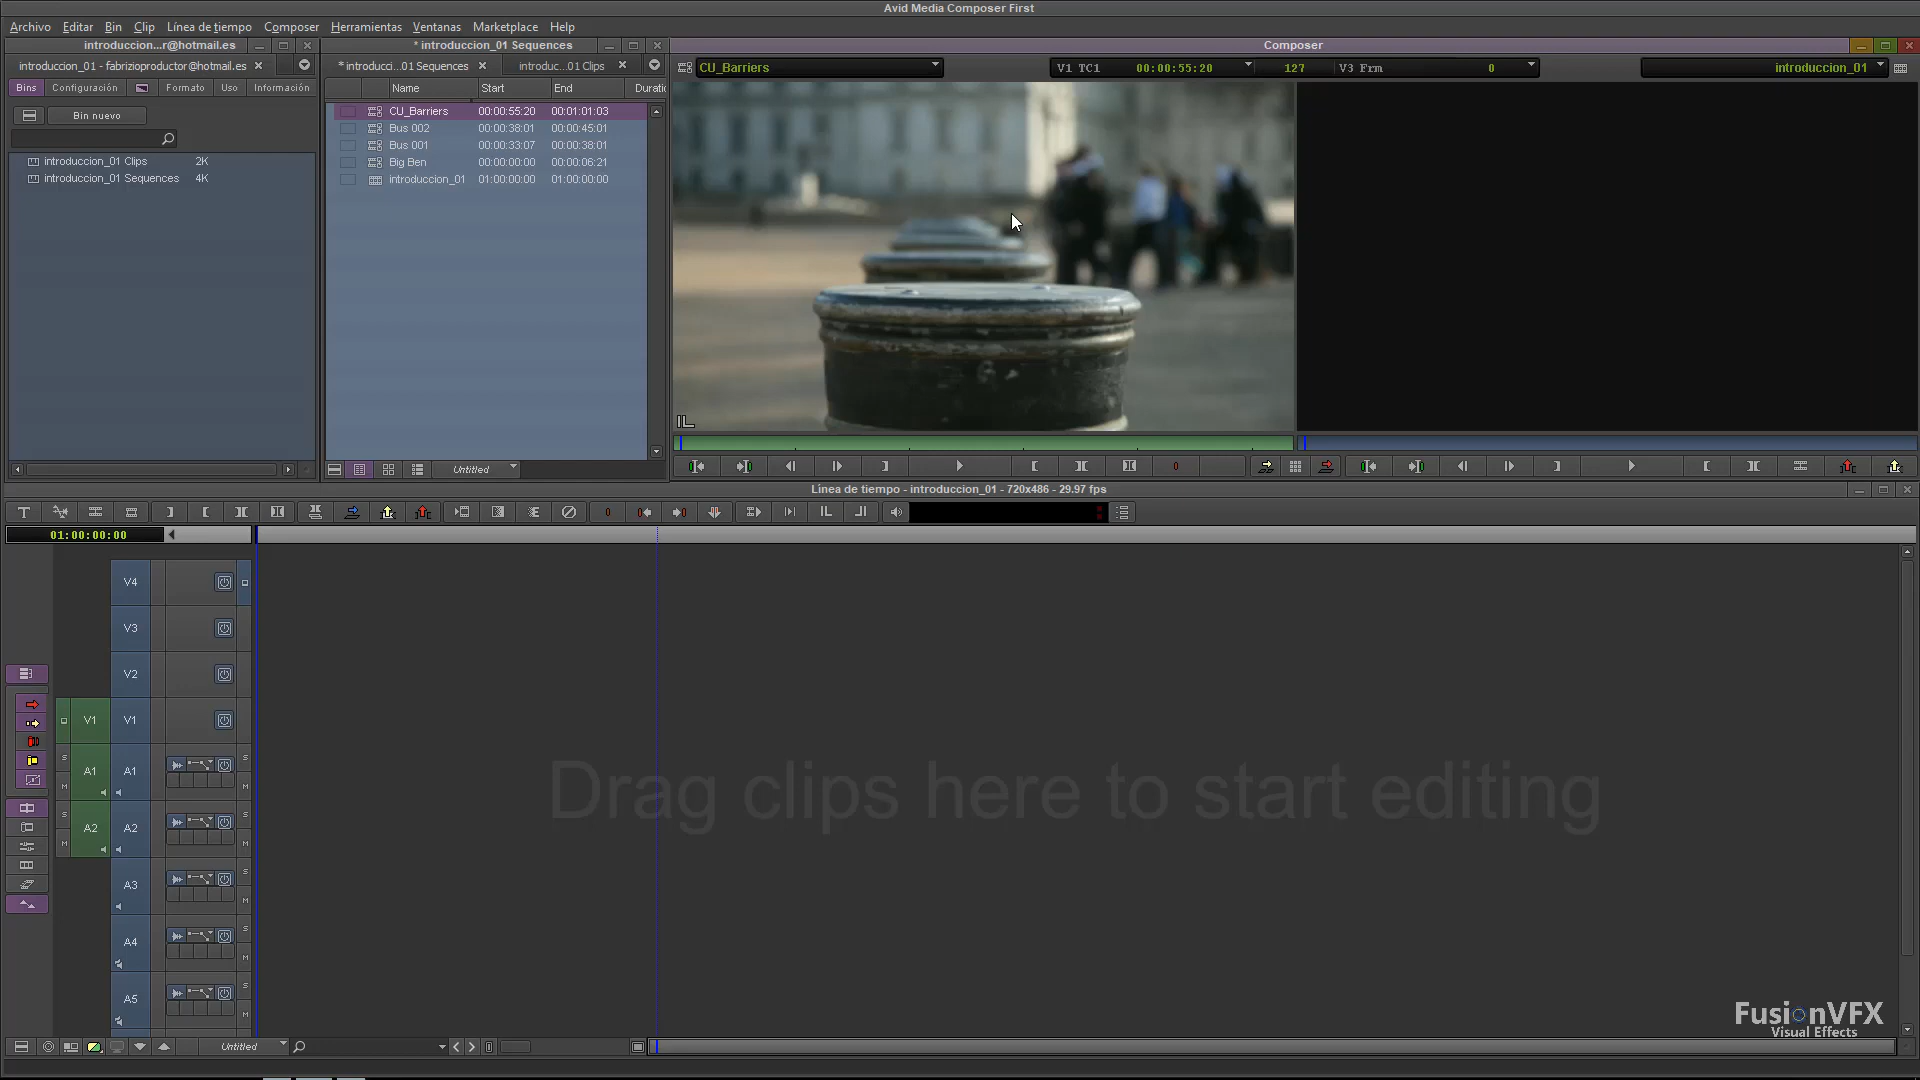 Avid Media Composer First
Archivo Editar Bin Clip Línea de tiempo Composer Herramientas Ventanas Marketplace Help
introduccion...r@hotmail.es
* introduccion_01 Sequences
Composer
introduccion_01 - fabrizioproductor@hotmail.es
*introducci...01 Sequences
introduc...01 Clips
CU_Barriers
V1 TC1 00:00:55:20 127 V3 Frm 0
introduccion_01
Bins Configuración Formato Uso Información
Name Start End Duratic
Bin nuevo
CU_Barriers 00:00:55:20 00:01:01:03
Bus 002 00:00:38:01 00:00:45:01
Bus 001 00:00:33:07 00:00:38:01
Big Ben 00:00:00:00 00:00:06:21
introduccion_01 01:00:00:00 01:00:00:00
introduccion_01 Clips 2K
introduccion_01 Sequences 4K
Untitled
Línea de tiempo - introduccion_01 - 720x486 - 29.97 fps
01:00:00:00
V4
V3
V2
V1 V1
S A1 A1 S
M M
S A2 A2 S
M M
A3 S
M
A4 S
M
A5 S
M
Drag clips here to start editing
FusionVFX
Visual Effects
Untitled